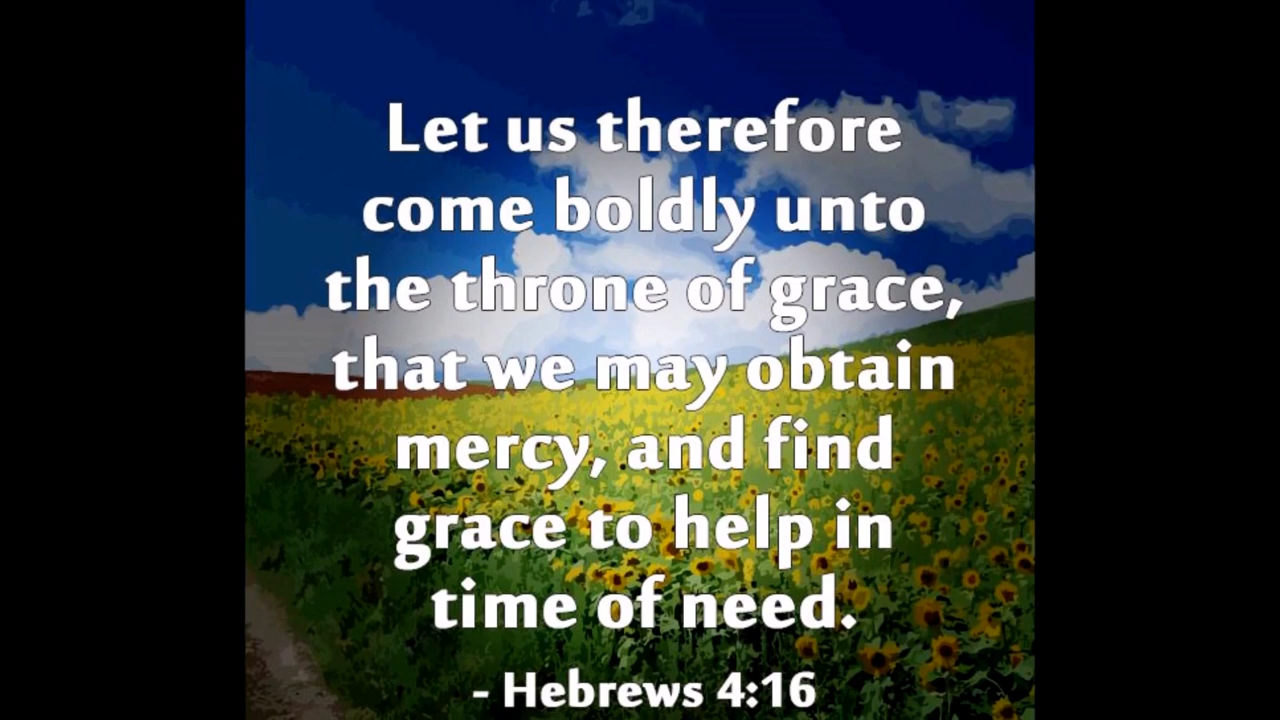 Let us therefore
come boldly unto
the throne of grace,
that we may obtain
mercy, and find
grace to help in
time of need.
- Hebrews 4:16